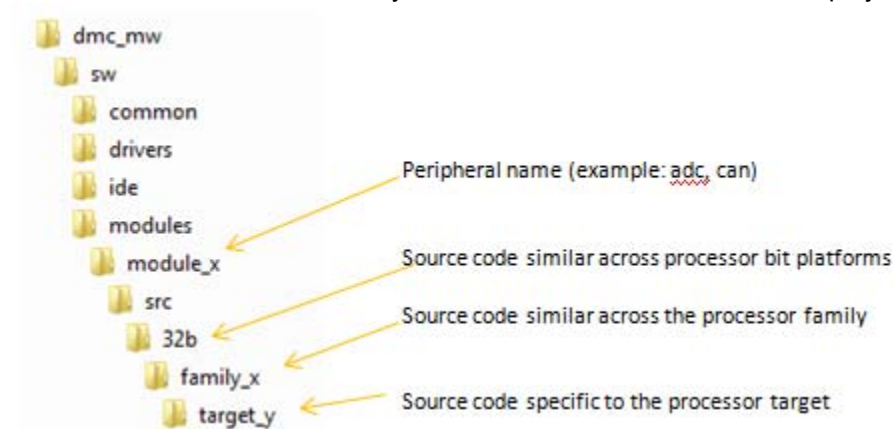 dmc_mw
sw
common
drivers
ide
modules
module_x
src
32b
family_x
target_y
Peripheral name (example: adc, can)
Source code similar across processor bit platforms
Source code similar across the processor family
Source code specific to the processor target